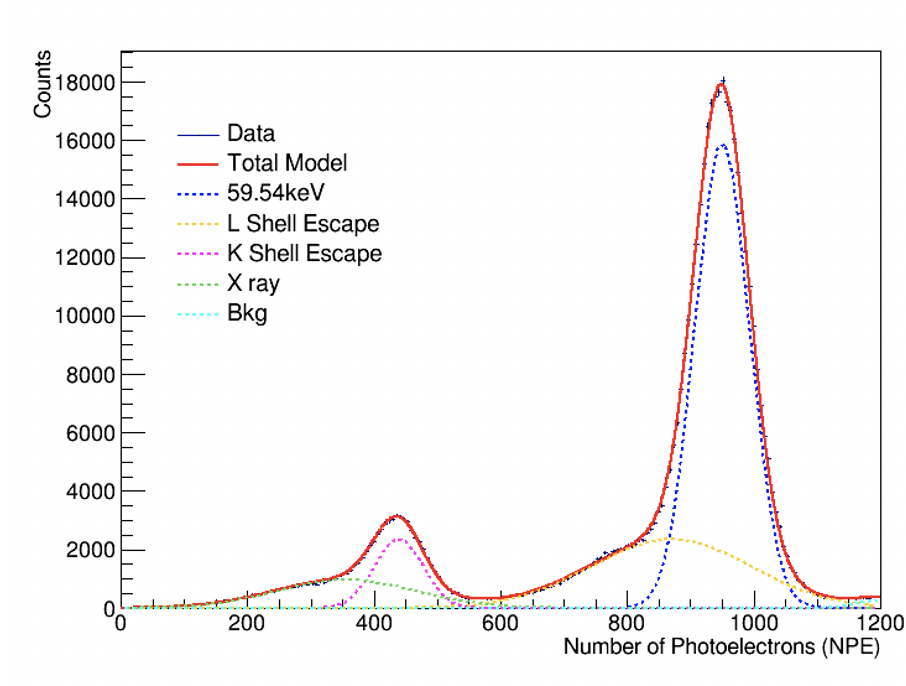 Counts
18000
16000
14000
12000
10000
8000
6000
4000
2000
0
Data
Total Model
59.54keV
L Shell Escape
K Shell Escape
X ray
Bkg
0 200 400 600 800 1000 1200
Number of Photoelectrons (NPE)